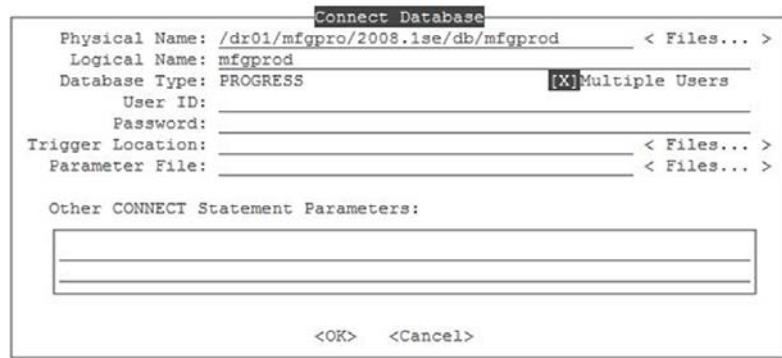 Connect Database
Physical Name: /dr01/mfgpro/2008.1se/db/mfgprod < Files... >
Logical Name: mfgprod
Database Type: PROGRESS [X]Multiple Users
User ID:
Password:
Trigger Location: < Files... >
Parameter File: < Files... >
Other CONNECT Statement Parameters:
<OK> <Cancel>